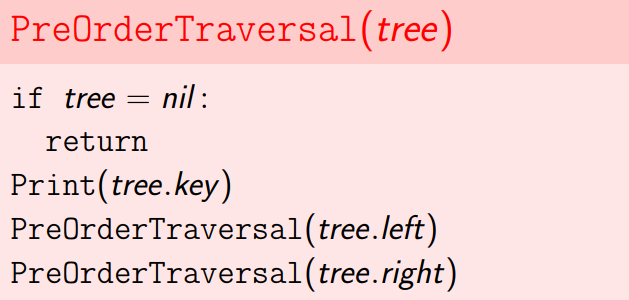 PreOrderTraversal(tree)
if tree = nil:
return
Print(tree.key)
PreOrderTraversal(tree.left)
PreOrderTraversal(tree.right)